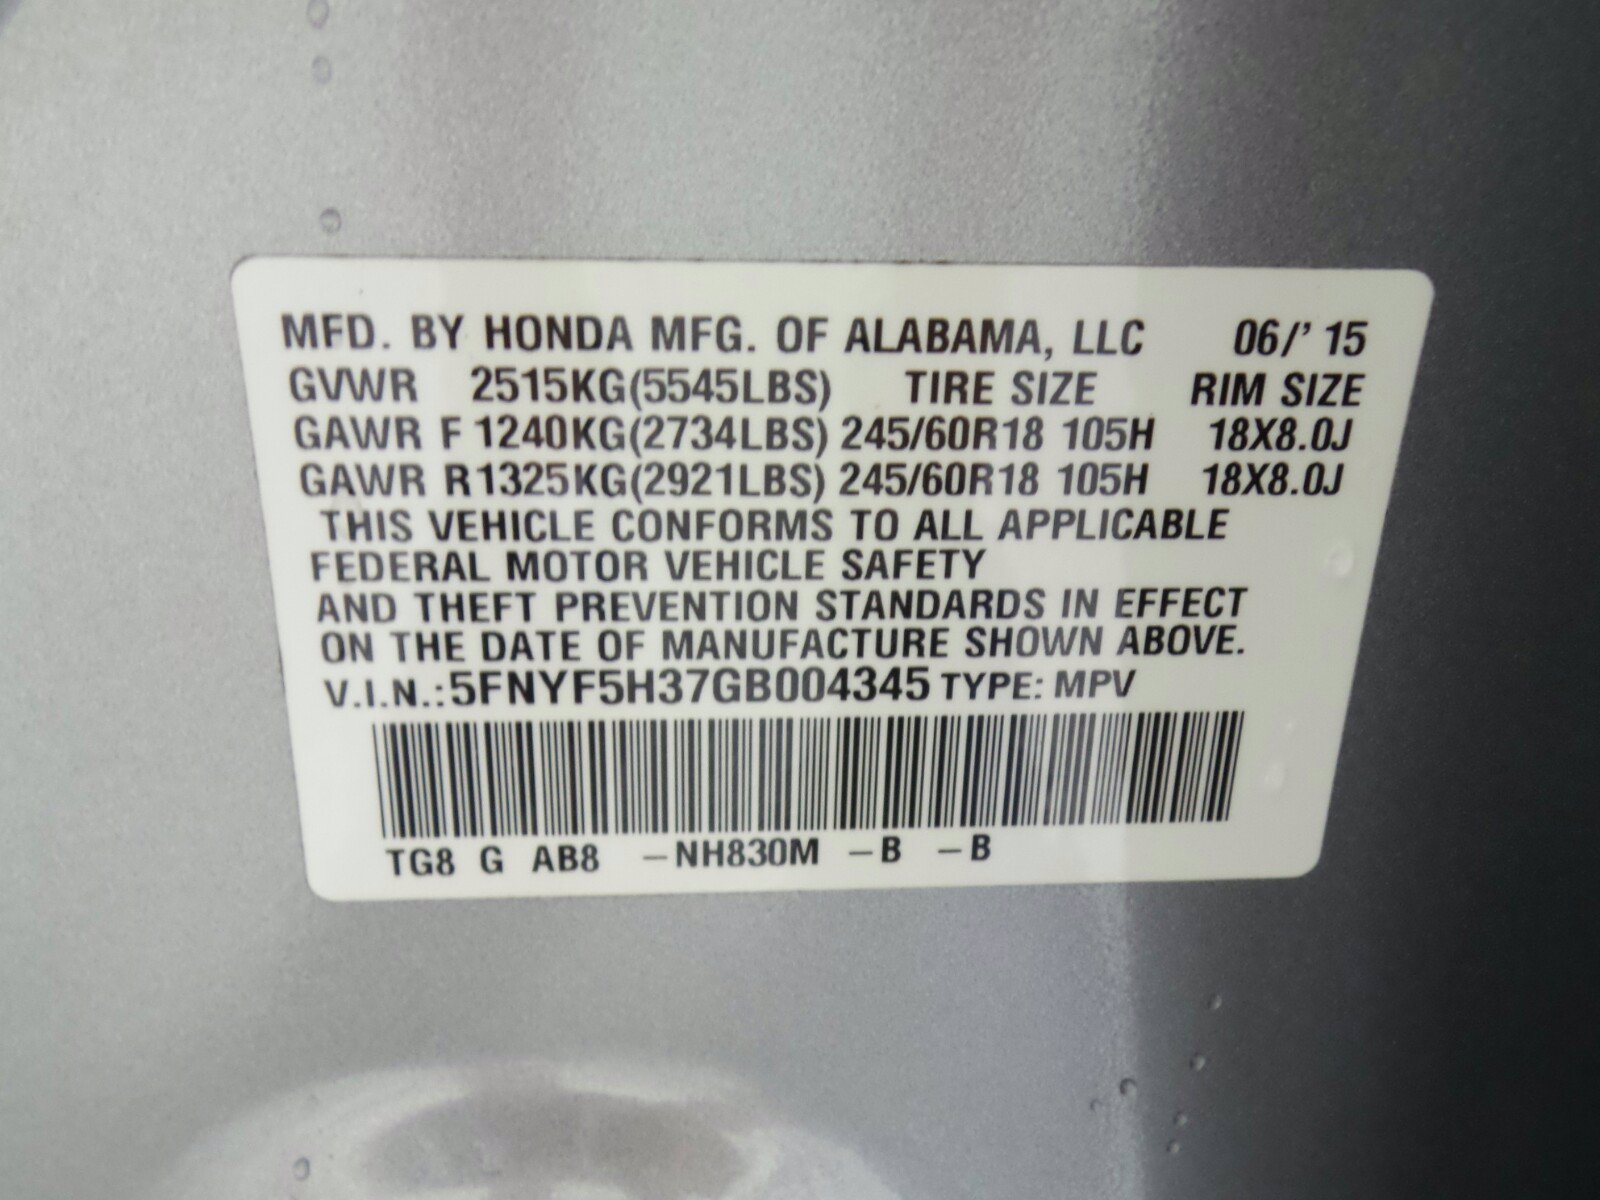 MFD. BY HONDA MFG. OF ALABAMA, LLC 06/' 15
GVWR 2515KG(5545LBS) TIRE SIZE RIM SIZE
GAWR F 1240KG(2734LBS) 245/60R18 105H 18X8.0J
GAWR R1325KG(2921LBS) 245/60R18 105H 18X8.0J
THIS VEHICLE CONFORMS TO ALL APPLICABLE
FEDERAL MOTOR VEHICLE SAFETY
AND THEFT PREVENTION STANDARDS IN EFFECT
ON THE DATE OF MANUFACTURE SHOWN ABOVE.
V.I.N.:5FNYF5H37GB004345 TYPE: MPV
TG8 G AB8 –NH830M –B –B